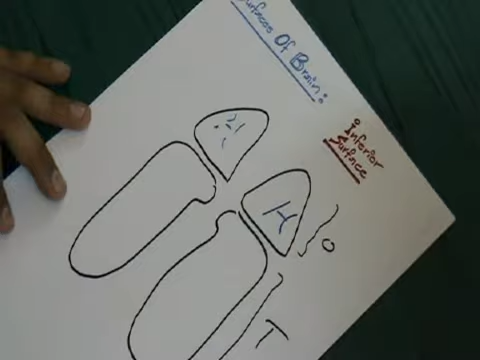 Surfaces Of Brain:
Inferior
Surface
H
O
T